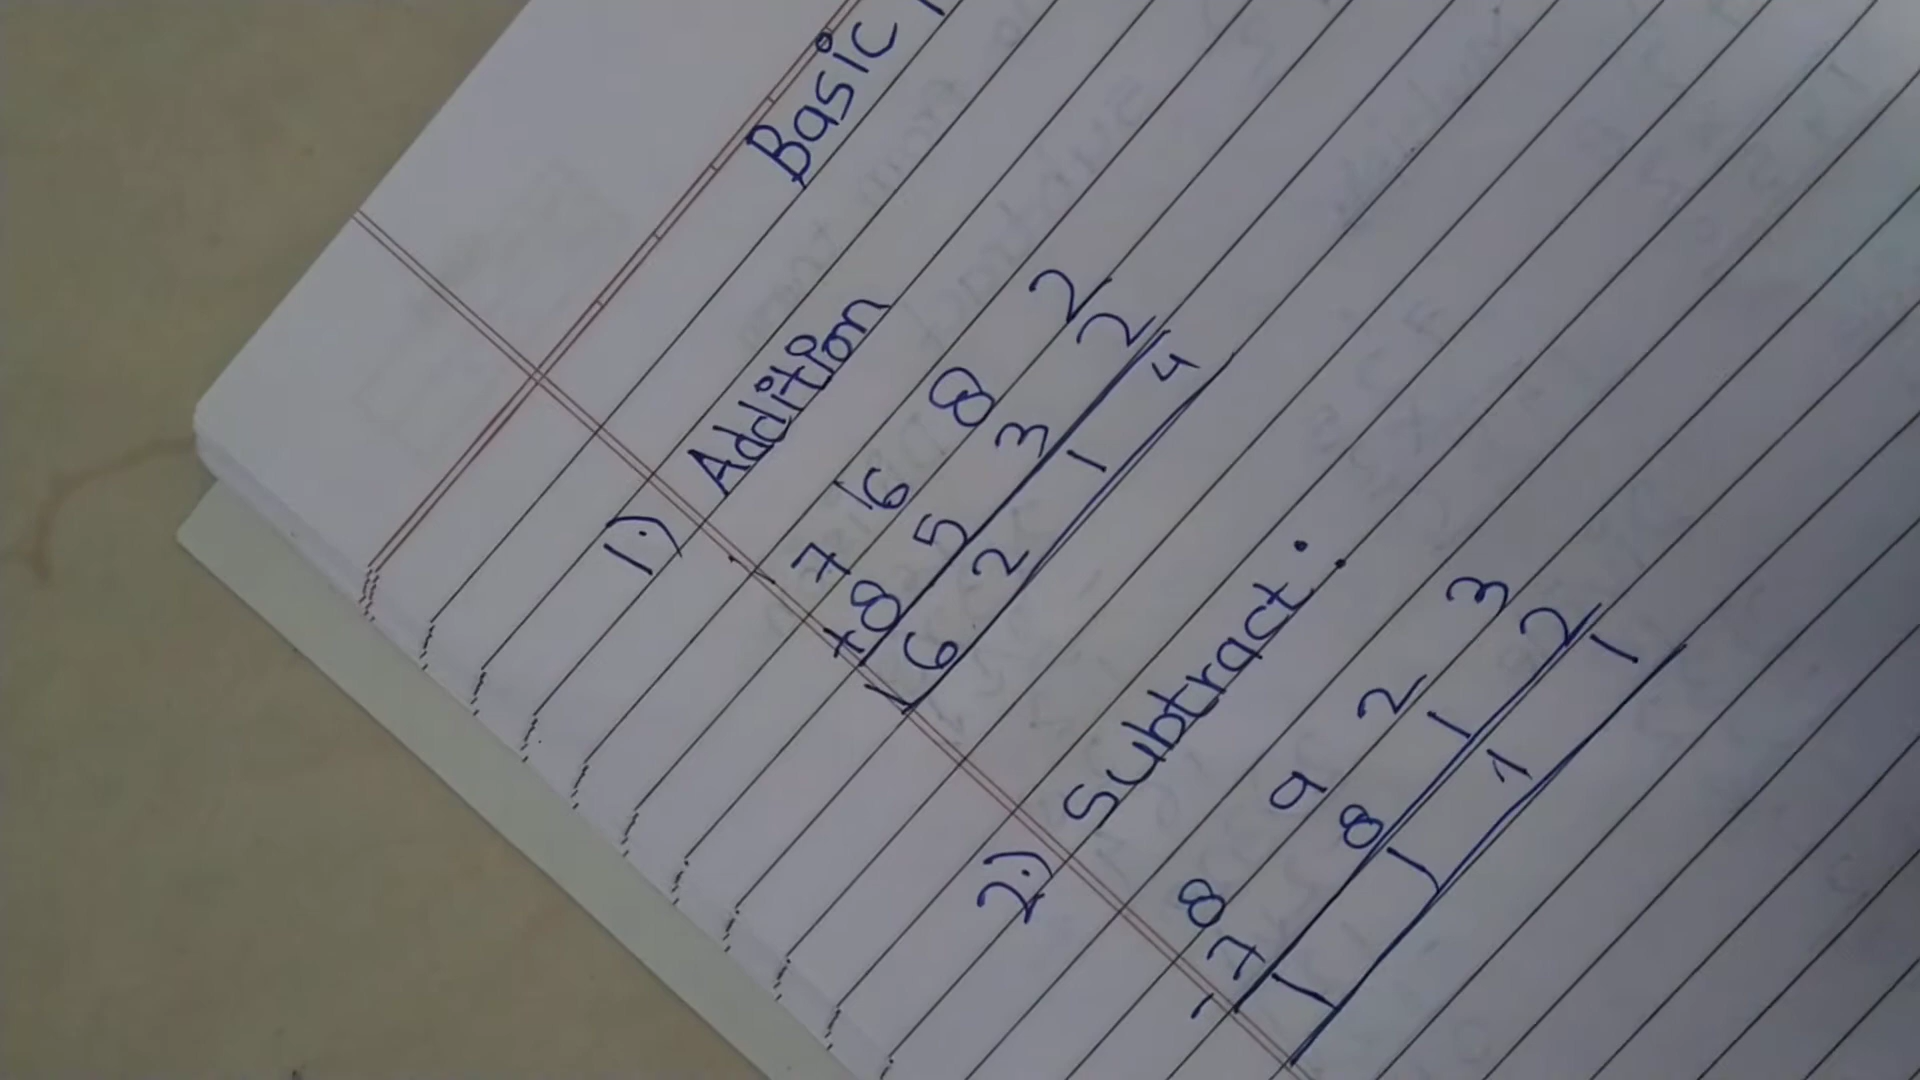 Basic
1.) Addition
7 6 8 2
+ 8 5 3 2
1 6 2 1 4
2.) Subtract :
8 9 2 3
- 7 8 1 2
1 1 1 1